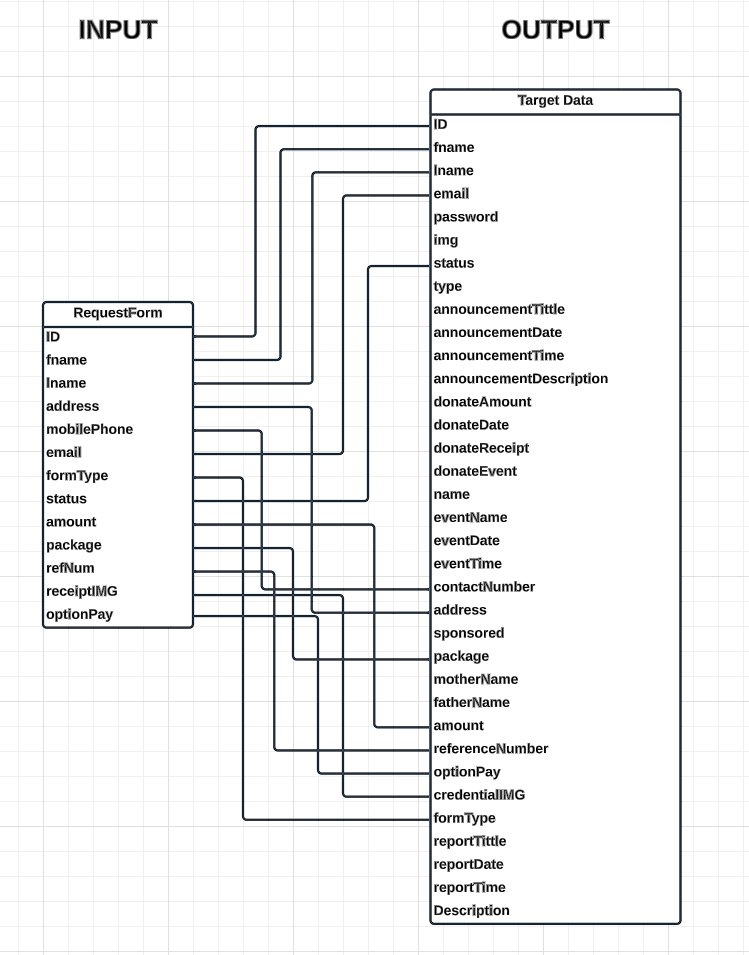 INPUT
OUTPUT
RequestForm
ID
fname
lname
address
mobilePhone
email
formType
status
amount
package
refNum
receiptIMG
optionPay
Target Data
ID
fname
lname
email
password
img
status
type
announcementTittle
announcementDate
announcementTime
announcementDescription
donateAmount
donateDate
donateReceipt
donateEvent
name
eventName
eventDate
eventTime
contactNumber
address
sponsored
package
motherName
fatherName
amount
referenceNumber
optionPay
credentialIMG
formType
reportTittle
reportDate
reportTime
Description